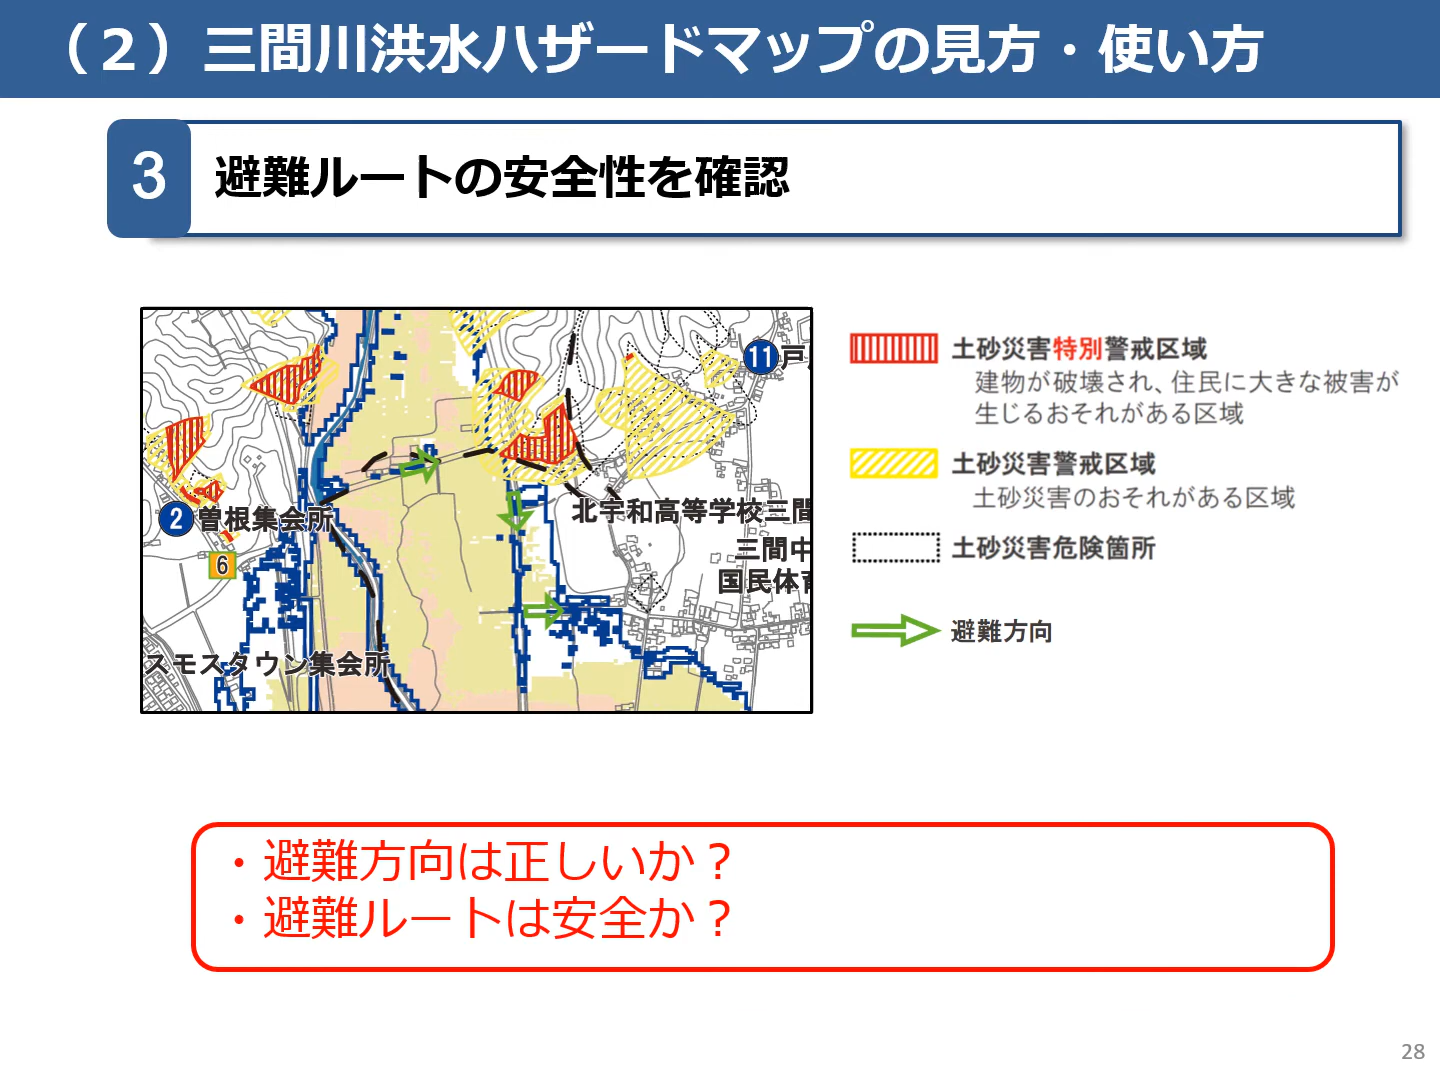 （２）三間川洪水ハザードマップの見方・使い方
3
避難ルートの安全性を確認
11 戸
2 曽根集会所
6
北宇和高等学校三間
三間中
国民体育
スモスタウン集会所
土砂災害特別警戒区域
建物が破壊され、住民に大きな被害が
生じるおそれがある区域
土砂災害警戒区域
土砂災害のおそれがある区域
土砂災害危険箇所
避難方向
・避難方向は正しいか？
・避難ルートは安全か？
28